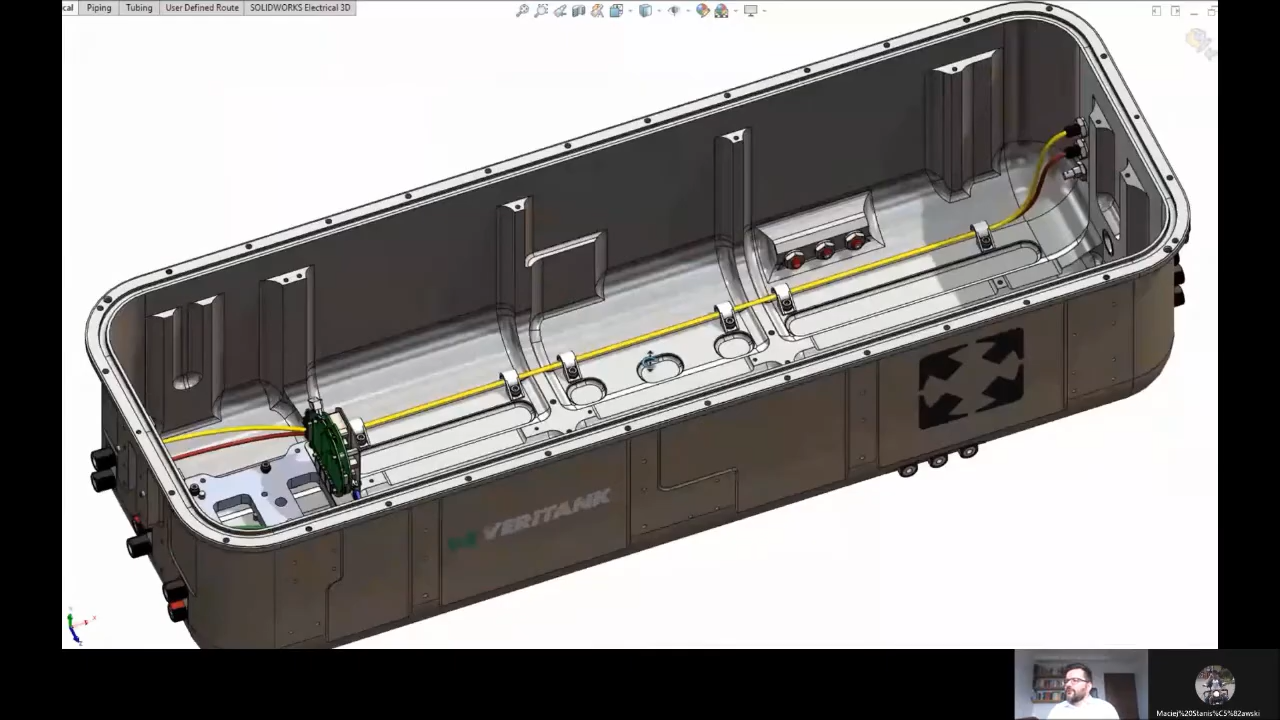 cal
Piping
Tubing
User Defined Route
SOLIDWORKS Electrical 3D
VERITANK
Maciej%20Stanis%C5%82awski